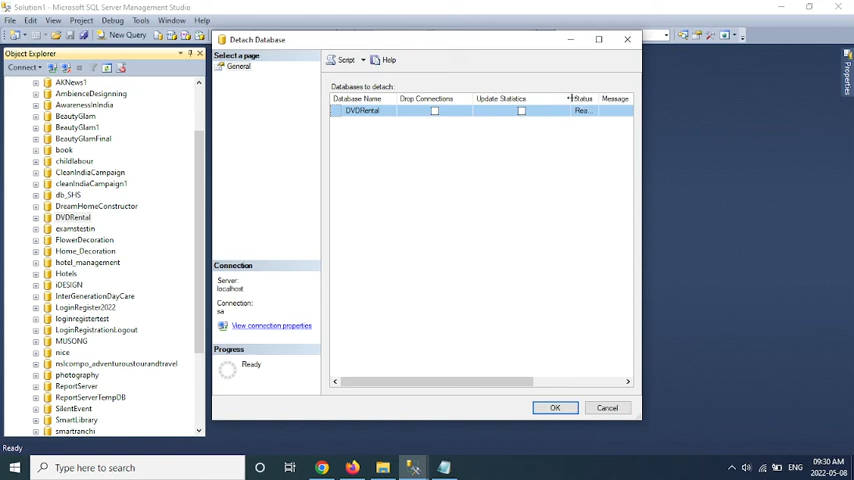 Solution1 - Microsoft SQL Server Management Studio
File Edit View Project Debug Tools Window Help
New Query
Object Explorer
Connect
AKNews1
AmbienceDesignning
AwarenessInIndia
BeautyGlam
BeautyGlam1
BeautyGlamFinal
book
childlabour
CleanIndiaCampaign
cleanIndiaCampaign1
db_SHS
DreamHomeConstructor
DVDRental
examstestin
FlowerDecoration
Home_Decoration
hotel_management
Hotels
iDESIGN
InterGenerationDayCare
LoginRegister2022
loginregistertest
LoginRegistrationLogout
MUSONG
nice
nslcompo_adventuroustourandtravel
photography
ReportServer
ReportServerTempDB
SilentEvent
SmartLibrary
smartranchi
Detach Database
Select a page
General
Script Help
Databases to detach:
Database Name Drop Connections Update Statistics Status Message
DVDRental Rea...
Connection
Server:
localhost
Connection:
sa
View connection properties
Progress
Ready
OK Cancel
Properties
Ready
Type here to search
ENG
09:30 AM
2022-05-08